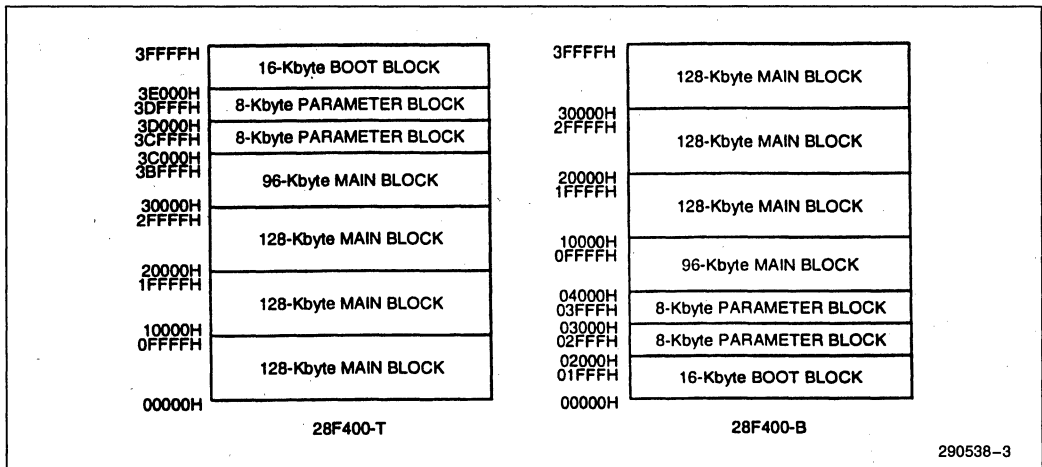 3FFFFH
16-Kbyte BOOT BLOCK
3E000H
3DFFFH
8-Kbyte PARAMETER BLOCK
3D000H
3CFFFH
8-Kbyte PARAMETER BLOCK
3C000H
3BFFFH
96-Kbyte MAIN BLOCK
30000H
2FFFFH
128-Kbyte MAIN BLOCK
20000H
1FFFFH
128-Kbyte MAIN BLOCK
10000H
0FFFFH
128-Kbyte MAIN BLOCK
00000H
28F400-T
3FFFFH
128-Kbyte MAIN BLOCK
30000H
2FFFFH
128-Kbyte MAIN BLOCK
20000H
1FFFFH
128-Kbyte MAIN BLOCK
10000H
0FFFFH
96-Kbyte MAIN BLOCK
04000H
03FFFH
8-Kbyte PARAMETER BLOCK
03000H
02FFFH
8-Kbyte PARAMETER BLOCK
02000H
01FFFH
16-Kbyte BOOT BLOCK
00000H
28F400-B
290538-3